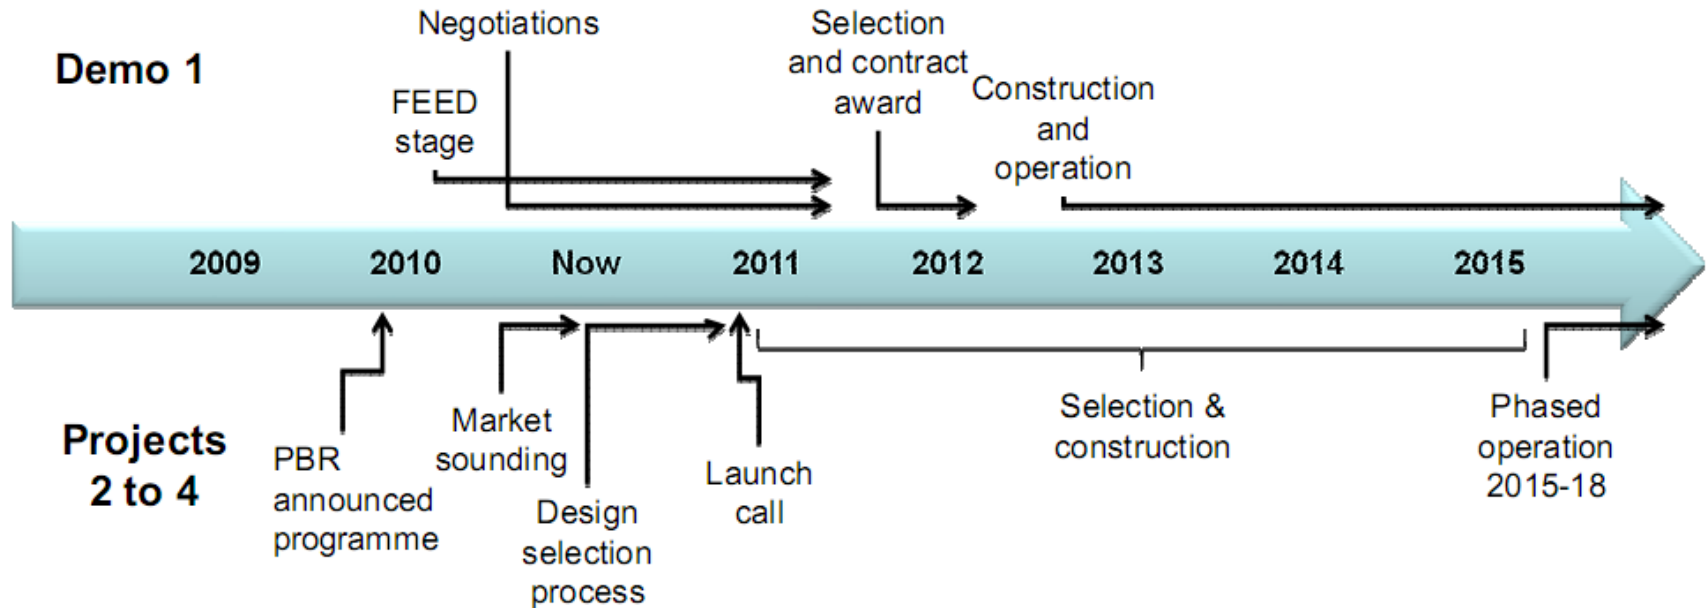 Demo 1
Negotiations
FEED
stage
Selection
and contract
award
Construction
and
operation
2009 2010 Now 2011 2012 2013 2014 2015
Projects
2 to 4
PBR
announced
programme
Market
sounding
Design
selection
process
Launch
call
Selection &
construction
Phased
operation
2015-18